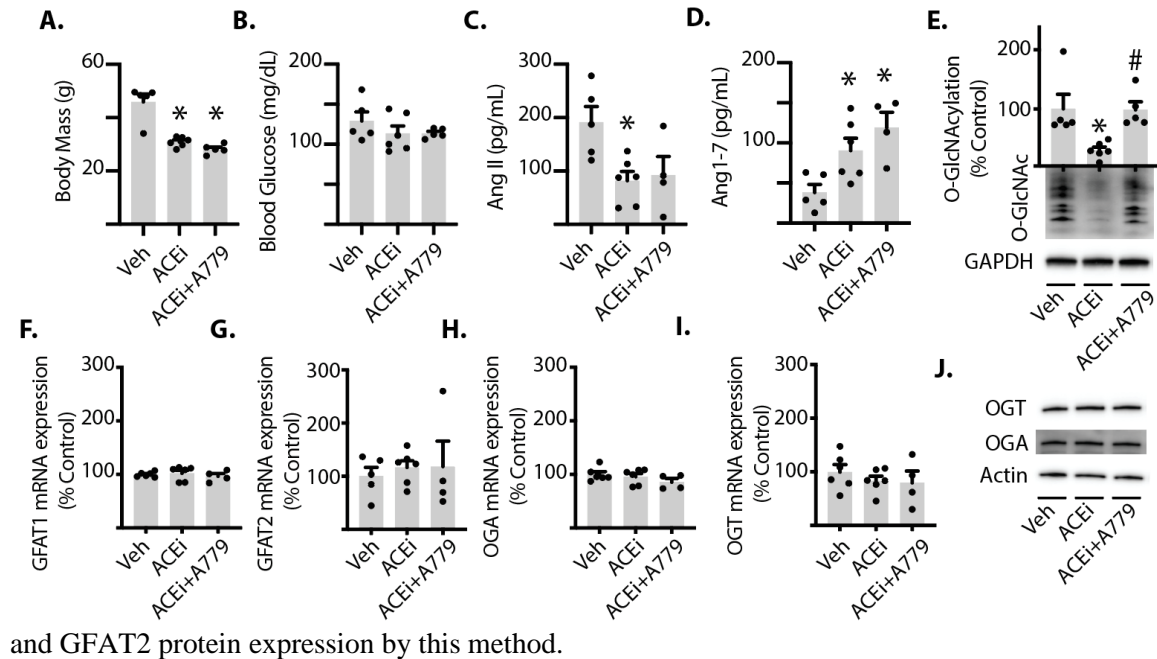 A.
Body Mass (g)
60
20
*
*
Veh
ACEi
ACEi+A779
B.
Blood Glucose (mg/dL)
200
100
Veh
ACEi
ACEi+A779
C.
Ang II (pg/mL)
300
200
100
0
*
Veh
ACEi
ACEi+A779
D.
Ang1-7 (pg/mL)
200
100
*
*
Veh
ACEi
ACEi+A779
E.
O-GlcNAcylation
(% Control)
200
100
0
*
#
O-GlcNAc
GAPDH
Veh
ACEi
ACEi+A779
F.
GFAT1 mRNA expression
(% Control)
300
200
100
Veh
ACEi
ACEi+A779
G.
GFAT2 mRNA expression
(% Control)
300
200
100
0
Veh
ACEi
ACEi+A779
H.
OGA mRNA expression
(% Control)
300
200
100
0
Veh
ACEi
ACEi+A779
I.
OGT mRNA expression
(% Control)
300
200
100
0
Veh
ACEi
ACEi+A779
J.
OGT
OGA
Actin
Veh
ACEi
ACEi+A779
and GFAT2 protein expression by this method.